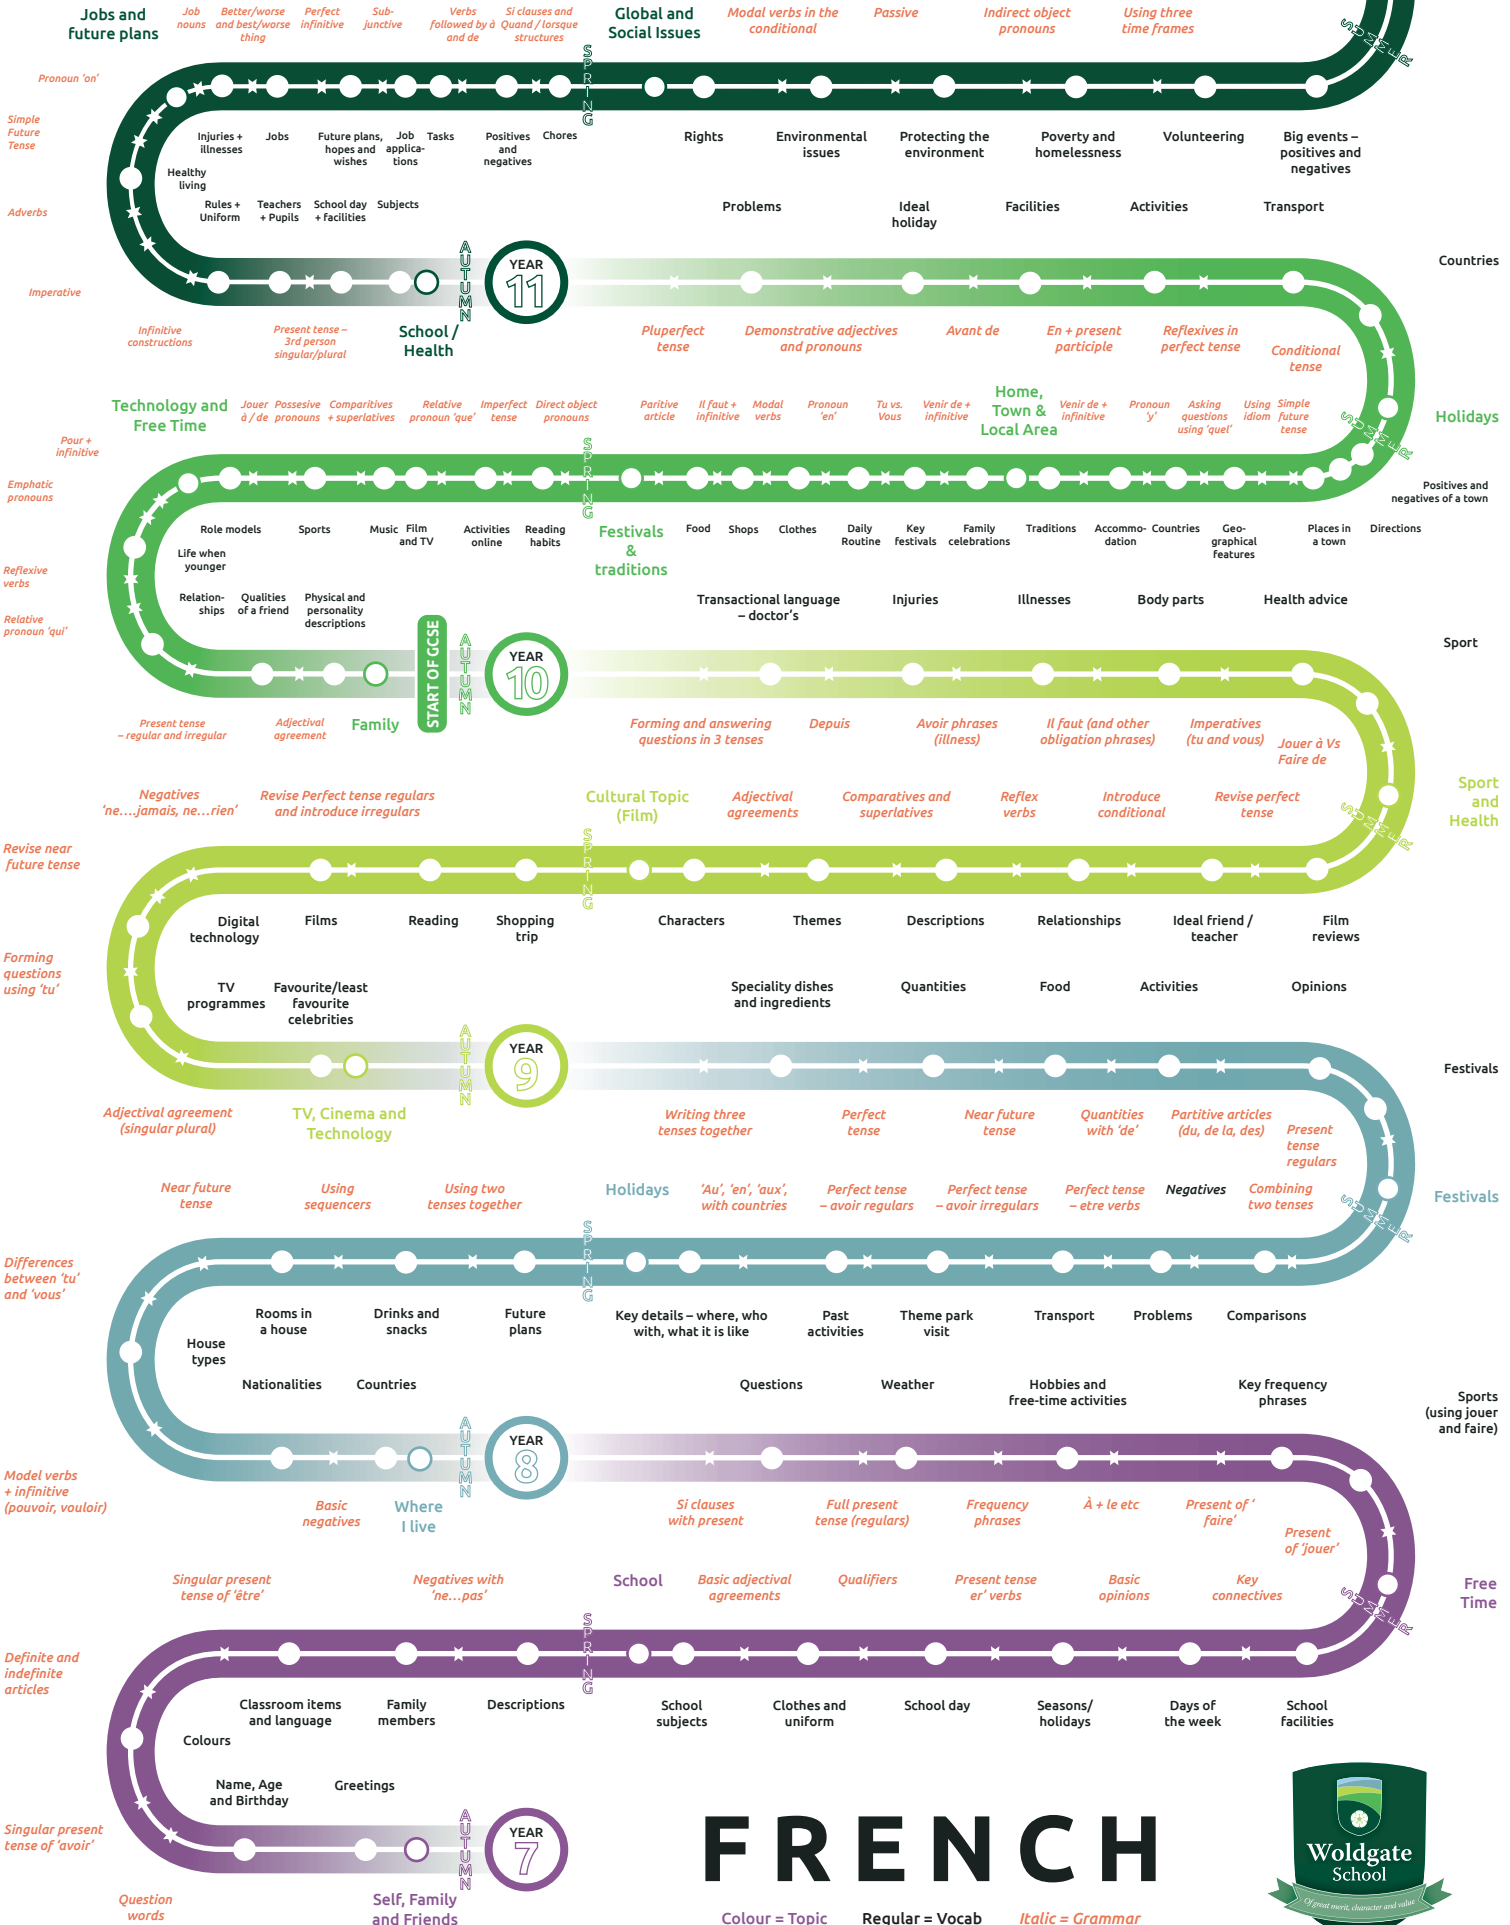 Jobs and
future plans
Job
nouns
Better/worse
and best/worse
thing
Perfect
infinitive
Sub-
junctive
Verbs
followed by à
and de
Si clauses and
Quand / lorsque
structures
Global and
Social Issues
Modal verbs in the
conditional
Passive
Indirect object
pronouns
Using three
time frames
SUMMER
Pronoun ‘on’
SPRING
Simple
Future
Tense
Injuries +
illnesses
Jobs
Future plans,
hopes and
wishes
Job
applica-
tions
Tasks
Positives
and
negatives
Chores
Rights
Environmental
issues
Protecting the
environment
Poverty and
homelessness
Volunteering
Big events –
positives and
negatives
Healthy
living
Adverbs
Rules +
Uniform
Teachers
+ Pupils
School day
+ facilities
Subjects
Problems
Ideal
holiday
Facilities
Activities
Transport
Countries
AUTUMN
YEAR
11
Imperative
Infinitive
constructions
Present tense –
3rd person
singular/plural
School /
Health
Pluperfect
tense
Demonstrative adjectives
and pronouns
Avant de
En + present
participle
Reflexives in
perfect tense
Conditional
tense
Technology and
Free Time
Jouer
à / de
Possesive
pronouns
Comparitives
+ superlatives
Relative
pronoun ‘que’
Imperfect
tense
Direct object
pronouns
Paritive
article
Il faut +
infinitive
Modal
verbs
Pronoun
‘en’
Tu vs.
Vous
Venir de +
infinitive
Home,
Town &
Local Area
Venir de +
infinitive
Pronoun
‘y’
Asking
questions
using ‘quel’
Using
idiom
Simple
future
tense
SUMMER
Holidays
Pour +
infinitive
SPRING
Emphatic
pronouns
Positives and
negatives of a town
Role models
Sports
Music
Film
and TV
Activities
online
Reading
habits
Festivals
&
traditions
Food
Shops
Clothes
Daily
Routine
Key
festivals
Family
celebrations
Traditions
Accommo-
dation
Countries
Geo-
graphical
features
Places in
a town
Directions
Life when
younger
Reflexive
verbs
Relation-
ships
Qualities
of a friend
Physical and
personality
descriptions
Transactional language
– doctor’s
Injuries
Illnesses
Body parts
Health advice
Sport
Relative
pronoun ‘qui’
START OF GCSE
AUTUMN
YEAR
10
Present tense
– regular and irregular
Adjectival
agreement
Family
Forming and answering
questions in 3 tenses
Depuis
Avoir phrases
(illness)
Il faut (and other
obligation phrases)
Imperatives
(tu and vous)
Jouer à Vs
Faire de
Negatives
‘ne….jamais, ne…rien’
Revise Perfect tense regulars
and introduce irregulars
Cultural Topic
(Film)
Adjectival
agreements
Comparatives and
superlatives
Reflex
verbs
Introduce
conditional
Revise perfect
tense
SUMMER
Sport
and
Health
Revise near
future tense
SPRING
Digital
technology
Films
Reading
Shopping
trip
Characters
Themes
Descriptions
Relationships
Ideal friend /
teacher
Film
reviews
Forming
questions
using ‘tu’
TV
programmes
Favourite/least
favourite
celebrities
Speciality dishes
and ingredients
Quantities
Food
Activities
Opinions
Festivals
AUTUMN
YEAR
9
Adjectival agreement
(singular plural)
TV, Cinema and
Technology
Writing three
tenses together
Perfect
tense
Near future
tense
Quantities
with ‘de’
Partitive articles
(du, de la, des)
Present
tense
regulars
Near future
tense
Using
sequencers
Using two
tenses together
Holidays
‘Au’, ‘en’, ‘aux’,
with countries
Perfect tense
– avoir regulars
Perfect tense
– avoir irregulars
Perfect tense
– etre verbs
Negatives
Combining
two tenses
SUMMER
Festivals
SPRING
Differences
between ‘tu’
and ‘vous’
House
types
Rooms in
a house
Drinks and
snacks
Future
plans
Key details – where, who
with, what it is like
Past
activities
Theme park
visit
Transport
Problems
Comparisons
Nationalities
Countries
Questions
Weather
Hobbies and
free-time activities
Key frequency
phrases
Sports
(using jouer
and faire)
AUTUMN
YEAR
8
Model verbs
+ infinitive
(pouvoir, vouloir)
Basic
negatives
Where
I live
Si clauses
with present
Full present
tense (regulars)
Frequency
phrases
À + le etc
Present of ‘
faire’
Present
of ‘jouer’
Singular present
tense of ‘être’
Negatives with
‘ne…pas’
School
Basic adjectival
agreements
Qualifiers
Present tense
er’ verbs
Basic
opinions
Key
connectives
SUMMER
Free
Time
SPRING
Definite and
indefinite
articles
Colours
Classroom items
and language
Family
members
Descriptions
School
subjects
Clothes and
uniform
School day
Seasons/
holidays
Days of
the week
School
facilities
Name, Age
and Birthday
Greetings
AUTUMN
YEAR
7
Singular present
tense of ‘avoir’
Question
words
Self, Family
and Friends
FRENCH
Colour = Topic
Regular = Vocab
Italic = Grammar
Woldgate
School
Of great merit, character and value